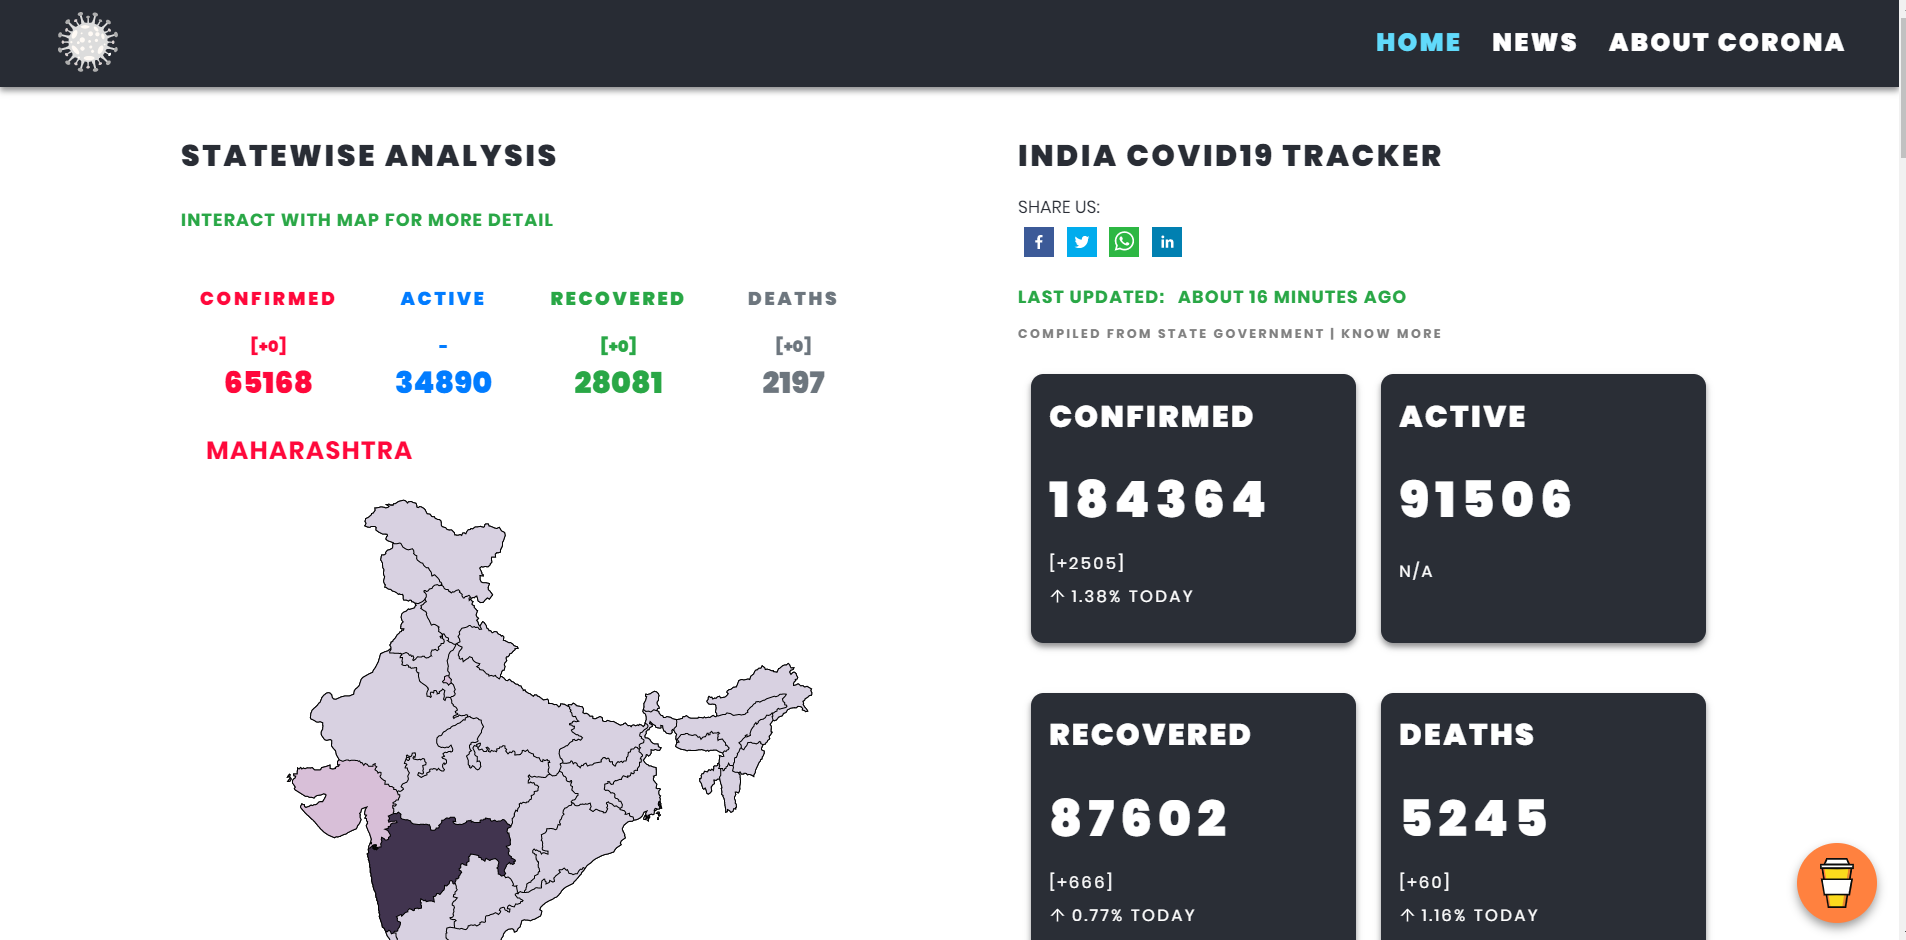 HOME NEWS ABOUT CORONA
STATEWISE ANALYSIS
INTERACT WITH MAP FOR MORE DETAIL
CONFIRMED ACTIVE RECOVERED DEATHS
[+0] - [+0] [+0]
65168 34890 28081 2197
MAHARASHTRA
INDIA COVID19 TRACKER
SHARE US:
f in
LAST UPDATED: ABOUT 16 MINUTES AGO
COMPILED FROM STATE GOVERNMENT | KNOW MORE
CONFIRMED
184364
[+2505]
↑ 1.38% TODAY
ACTIVE
91506
N/A
RECOVERED
87602
[+666]
↑ 0.77% TODAY
DEATHS
5245
[+60]
↑ 1.16% TODAY